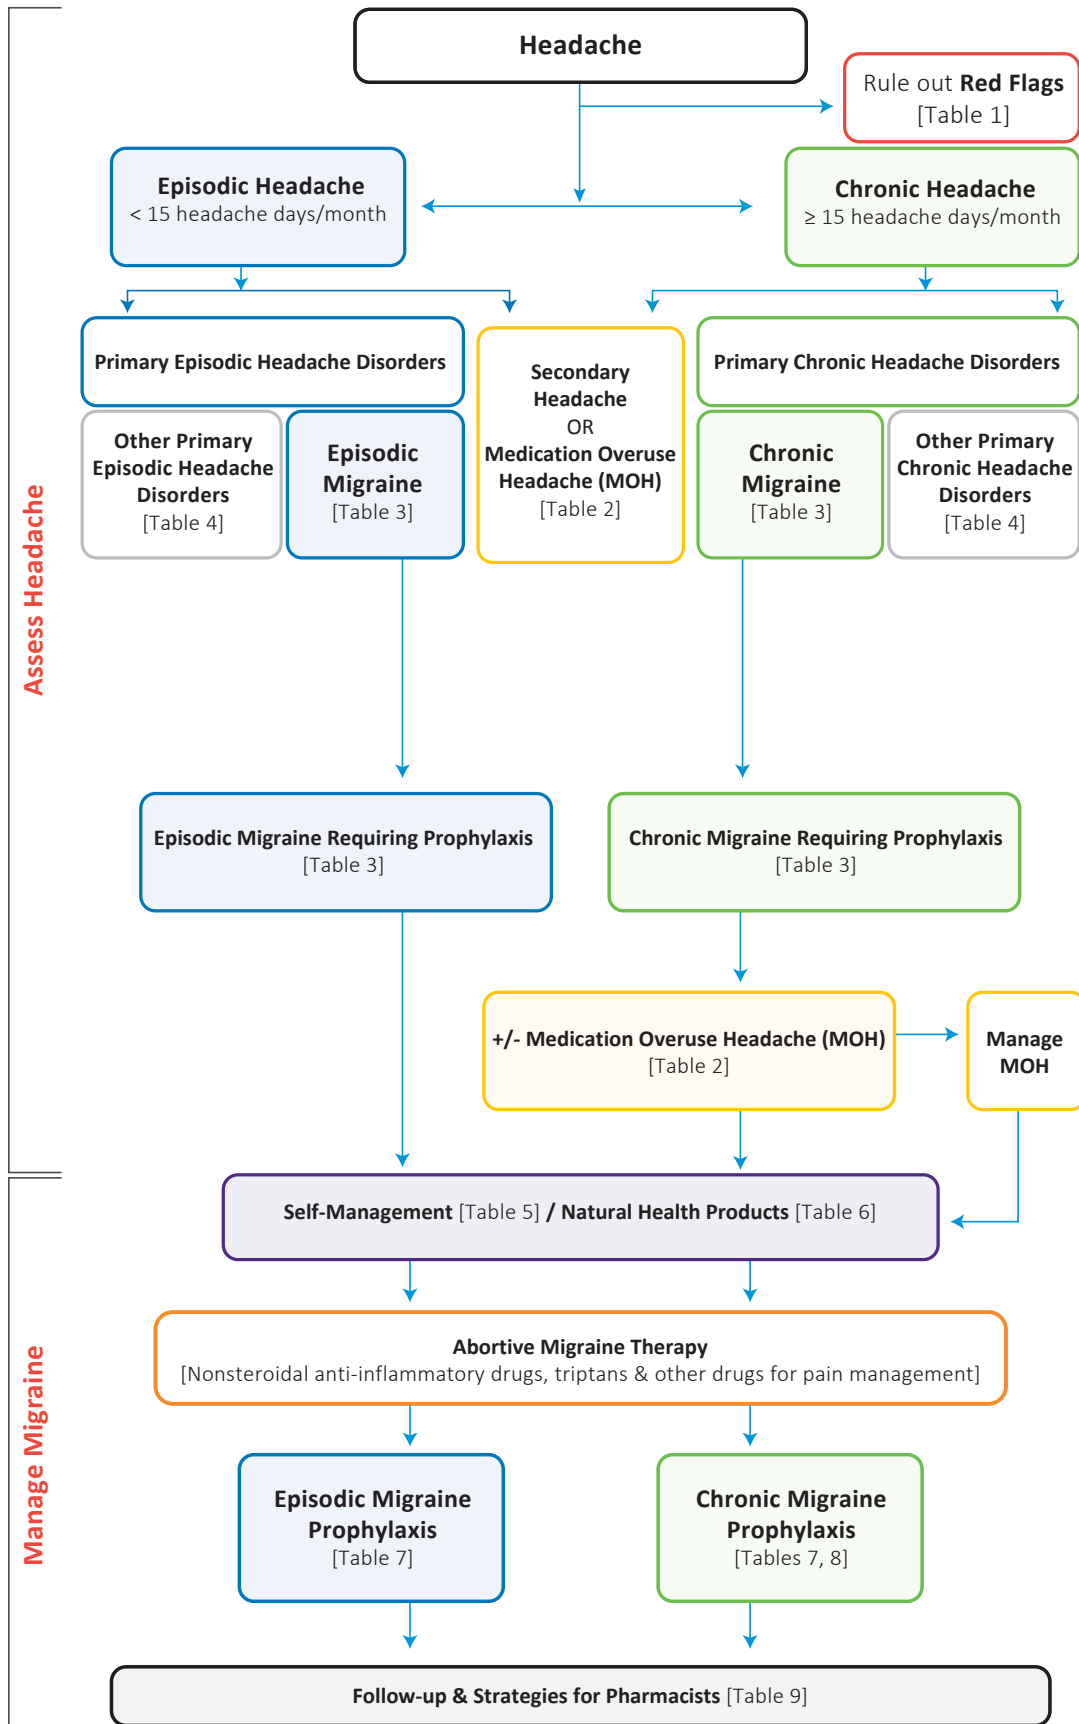 Headache
Rule out Red Flags
[Table 1]
Episodic Headache
< 15 headache days/month
Chronic Headache
≥ 15 headache days/month
Primary Episodic Headache Disorders
Other Primary
Episodic Headache
Disorders
[Table 4]
Episodic
Migraine
[Table 3]
Secondary
Headache
OR
Medication Overuse
Headache (MOH)
[Table 2]
Primary Chronic Headache Disorders
Chronic
Migraine
[Table 3]
Other Primary
Chronic Headache
Disorders
[Table 4]
Assess Headache
Episodic Migraine Requiring Prophylaxis
[Table 3]
Chronic Migraine Requiring Prophylaxis
[Table 3]
+/- Medication Overuse Headache (MOH)
[Table 2]
Manage
MOH
Self-Management [Table 5] / Natural Health Products [Table 6]
Abortive Migraine Therapy
[Nonsteroidal anti-inflammatory drugs, triptans & other drugs for pain management]
Manage Migraine
Episodic Migraine
Prophylaxis
[Table 7]
Chronic Migraine
Prophylaxis
[Tables 7, 8]
Follow-up & Strategies for Pharmacists [Table 9]